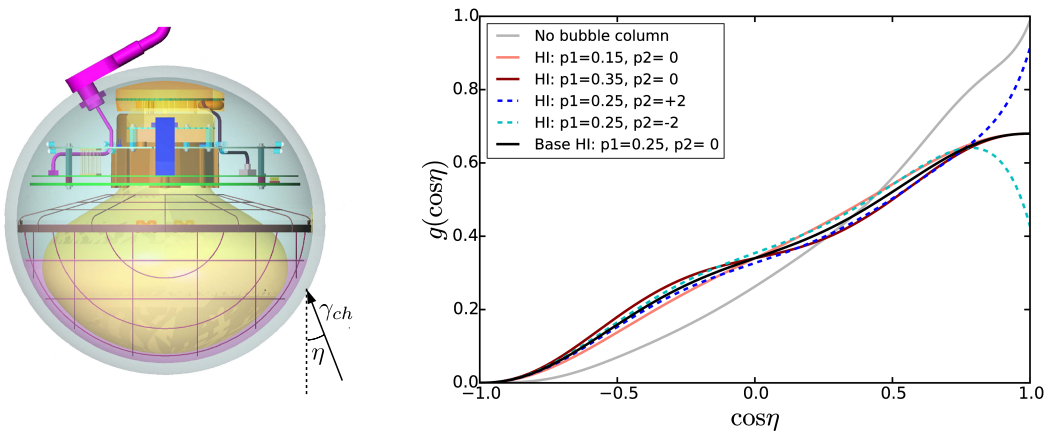 γch
η
g(cosη)
1.0
0.8
0.6
0.4
0.2
0.0
No bubble column
HI: p1=0.15, p2= 0
HI: p1=0.35, p2= 0
HI: p1=0.25, p2=+2
HI: p1=0.25, p2=-2
Base HI: p1=0.25, p2= 0
−1.0 −0.5 0.0 0.5 1.0
cosη